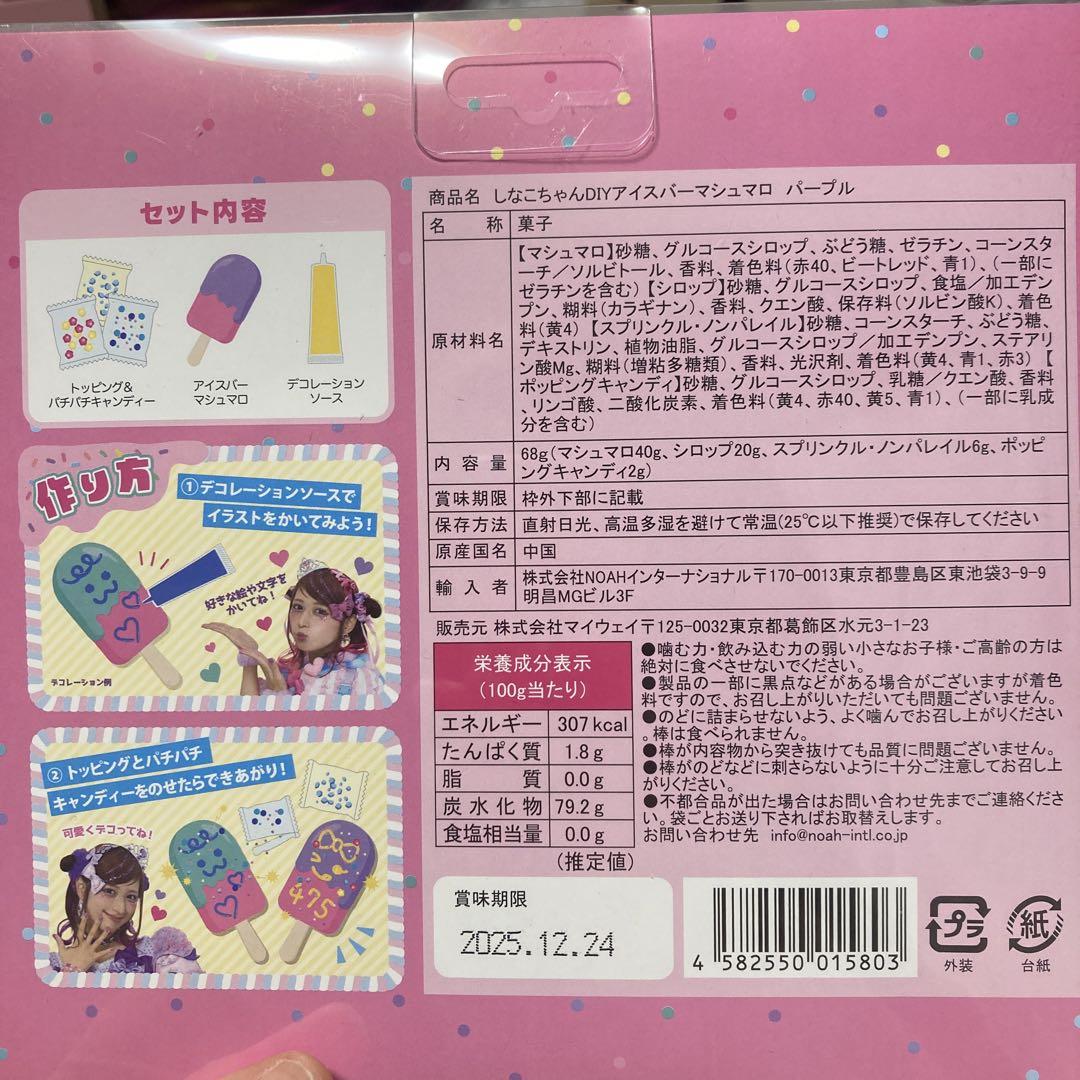 セット内容
トッピング&
パチパチキャンディー
アイスバー
マシュマロ
デコレーション
ソース
作り方
①デコレーションソースで
イラストをかいてみよう!
好きな絵や文字を
かいてね!
デコレーション例
② トッピングとパチパチ
キャンディーをのせたらできあがり!
可愛くデコってね!
475
商品名 しなこちゃんDIYアイスバーマシュマロ パープル
名 称 菓子
原材料名
【マシュマロ】砂糖、グルコースシロップ、ぶどう糖、ゼラチン、コーンスタ
ーチ/ソルビトール、香料、着色料(赤40、ビートレッド、青1)、(一部に
ゼラチンを含む) 【シロップ】砂糖、グルコースシロップ、食塩/加工デン
プン、糊料(カラギナン)、香料、クエン酸、保存料(ソルビン酸K)、着色
料(黄4) 【スプリンクル・ノンパレイル】砂糖、コーンスターチ、ぶどう糖、
デキストリン、植物油脂、グルコースシロップ/加工デンプン、ステアリ
ン酸Mg、糊料(増粘多糖類)、香料、光沢剤、着色料(黄4、青1、赤3) 【
ポッピングキャンディ】砂糖、グルコースシロップ、乳糖/クエン酸、香料
、リンゴ酸、二酸化炭素、着色料(黄4、赤40、黄5、青1)、(一部に乳成
分を含む)
内 容 量 68g(マシュマロ40g、シロップ20g、スプリンクル・ノンパレイル6g、ポッピ
ングキャンディ2g)
賞味期限 枠外下部に記載
保存方法 直射日光、高温多湿を避けて常温(25℃以下推奨)で保存してください
原産国名 中国
輸 入 者 株式会社NOAHインターナショナル〒170-0013東京都豊島区東池袋3-9-9
明昌MGビル3F
販売元 株式会社マイウェイ〒125-0032東京都葛飾区水元3-1-23
栄養成分表示
(100g当たり)
エネルギー 307kcal
たんぱく質 1.8g
脂 質 0.0g
炭水化物 79.2g
食塩相当量 0.0g
(推定値)
●噛む力・飲み込む力の弱い小さなお子様・ご高齢の方は
絶対に食べさせないでください。
●製品の一部に黒点などがある場合がございますが着色
料ですので、お召し上がりいただいても問題ございません。
●のどに詰まらせないよう、よく噛んでお召し上がりください
。棒は食べられません。
●棒が内容物から突き抜けても品質に問題ございません。
●棒がのどなどに刺さらないように十分ご注意してお召し上
がりください。
●不都合品が出た場合はお問い合わせ先までご連絡くださ
い。袋ごとお送り下さればお取替えします。
お問い合わせ先 info@noah-intl.co.jp
賞味期限
2025.12.24
4 582550 015803
プラ
外装
紙
台紙